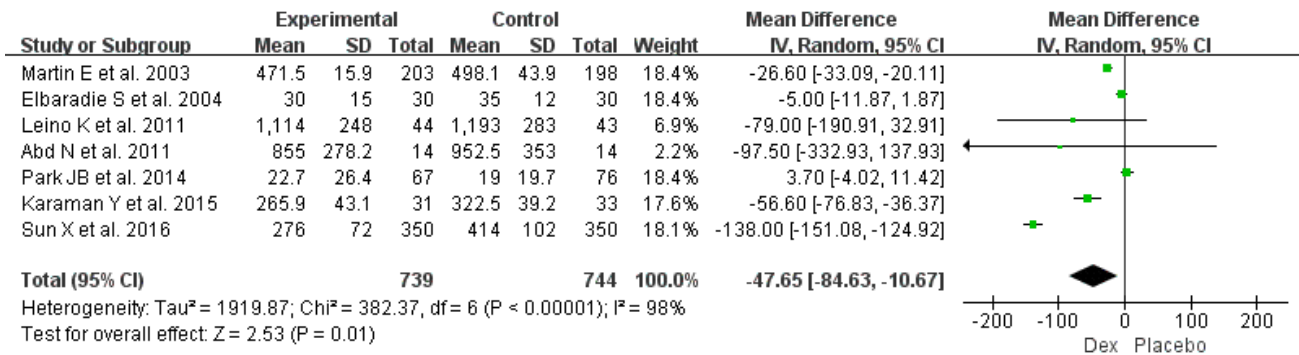 Experimental Control Mean Difference Mean Difference
Study or Subgroup Mean SD Total Mean SD Total Weight IV, Random, 95% CI IV, Random, 95% CI
Martin E et al. 2003 471.5 15.9 203 498.1 43.9 198 18.4% -26.60 [-33.09, -20.11]
Elbaradie S et al. 2004 30 15 30 35 12 30 18.4% -5.00 [-11.87, 1.87]
Leino K et al. 2011 1,114 248 44 1,193 283 43 6.9% -79.00 [-190.91, 32.91]
Abd N et al. 2011 855 278.2 14 952.5 353 14 2.2% -97.50 [-332.93, 137.93]
Park JB et al. 2014 22.7 26.4 67 19 19.7 76 18.4% 3.70 [-4.02, 11.42]
Karaman Y et al. 2015 265.9 43.1 31 322.5 39.2 33 17.6% -56.60 [-76.83, -36.37]
Sun X et al. 2016 276 72 350 414 102 350 18.1% -138.00 [-151.08, -124.92]
Total (95% CI) 739 744 100.0% -47.65 [-84.63, -10.67]
Heterogeneity: Tau² = 1919.87; Chi² = 382.37, df = 6 (P < 0.00001); I² = 98%
Test for overall effect: Z = 2.53 (P = 0.01)
-200 -100 0 100 200
Dex Placebo